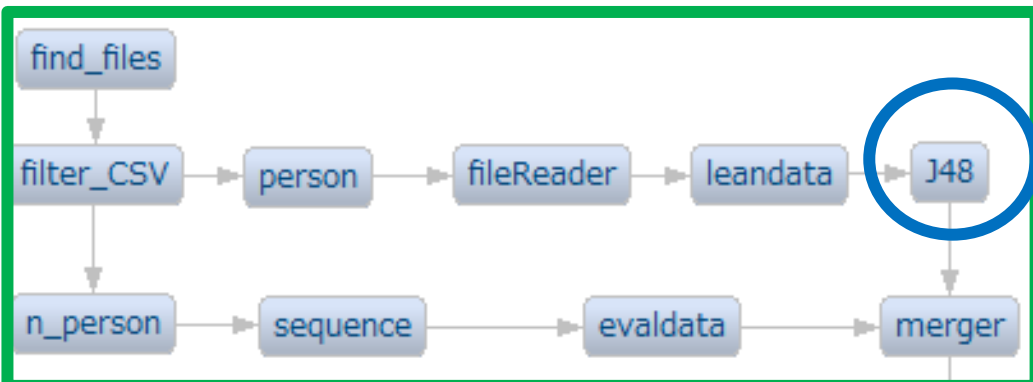 find_files
filter_CSV
person
fileReader
leandata
J48
n_person
sequence
evaldata
merger